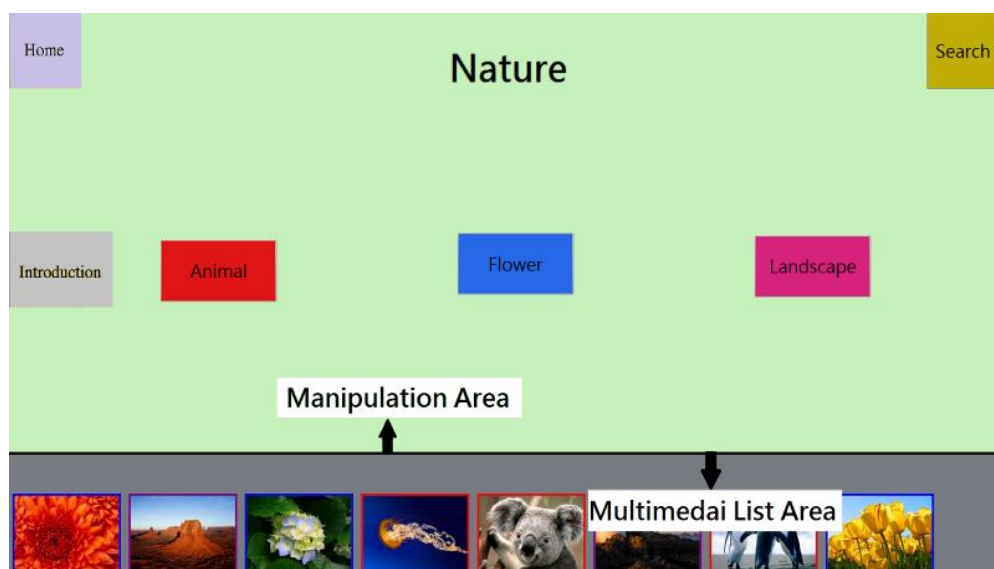 Home
Nature
Search
Introduction
Animal
Flower
Landscape
Manipulation Area
Multimedai List Area